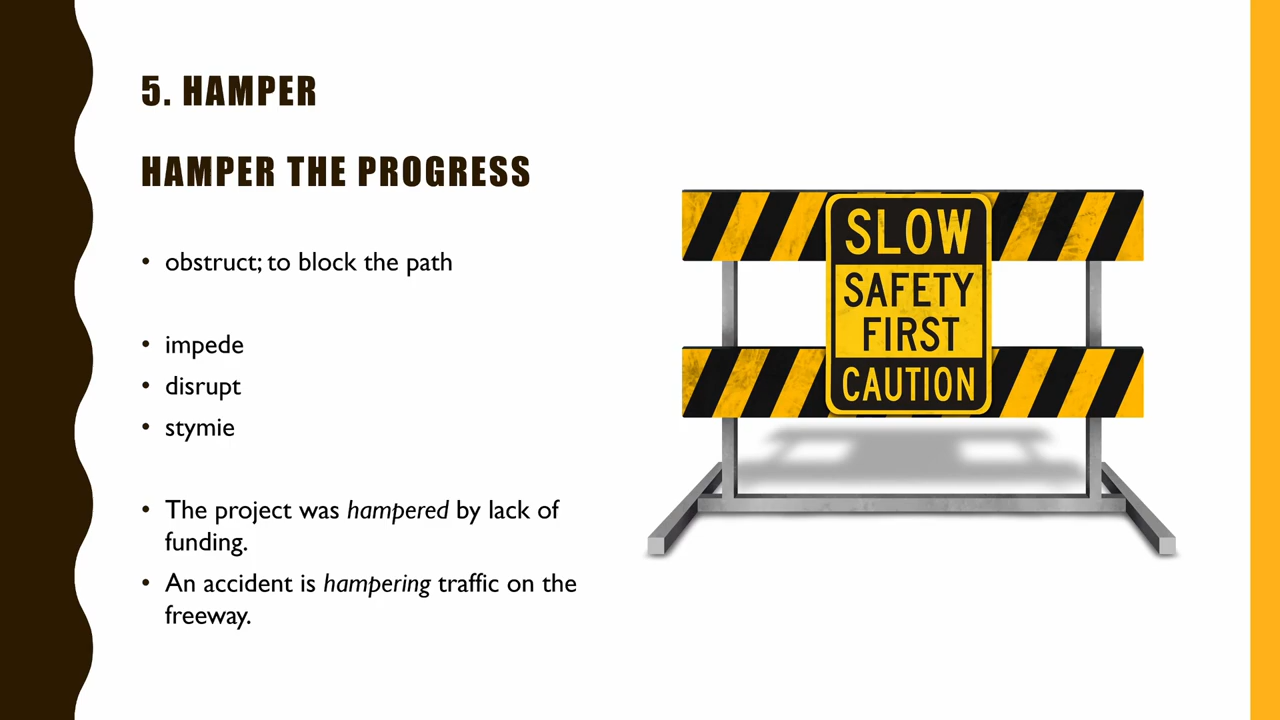 5. HAMPER
HAMPER THE PROGRESS
• obstruct; to block the path
• impede
• disrupt
• stymie
• The project was hampered by lack of
funding.
• An accident is hampering traffic on the
freeway.
SLOW
SAFETY
FIRST
CAUTION